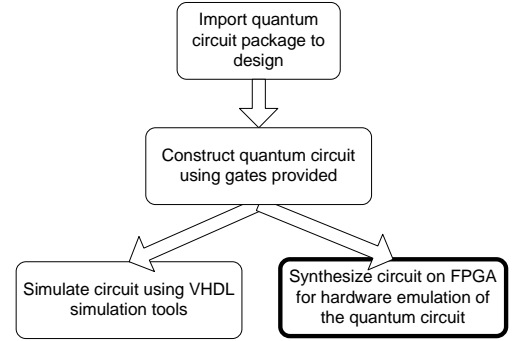 Import quantum
circuit package to
design
Construct quantum circuit
using gates provided
Simulate circuit using VHDL
simulation tools
Synthesize circuit on FPGA
for hardware emulation of
the quantum circuit